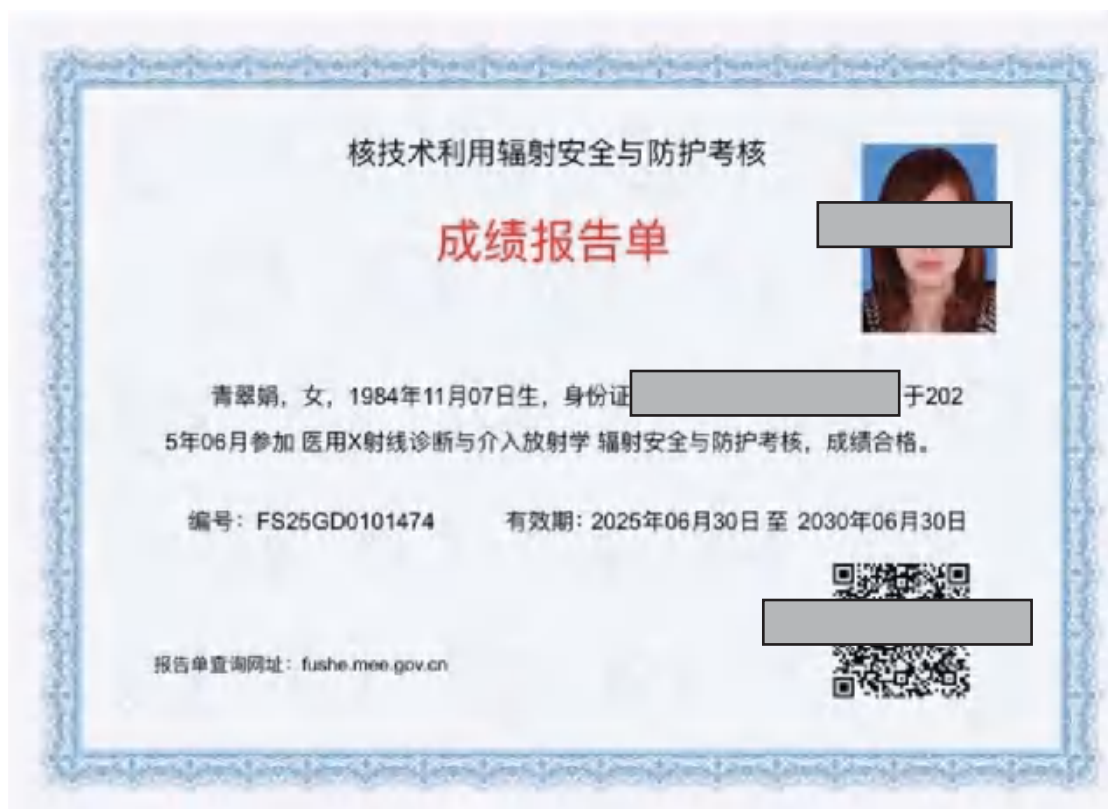 核技术利用辐射安全与防护考核
成绩报告单
青翠娟，女，1984年11月07日生，身份证 于202
5年06月参加 医用X射线诊断与介入放射学 辐射安全与防护考核，成绩合格。
编号：FS25GD0101474 有效期：2025年06月30日 至 2030年06月30日
报告单查询网址：fushe.mee.gov.cn